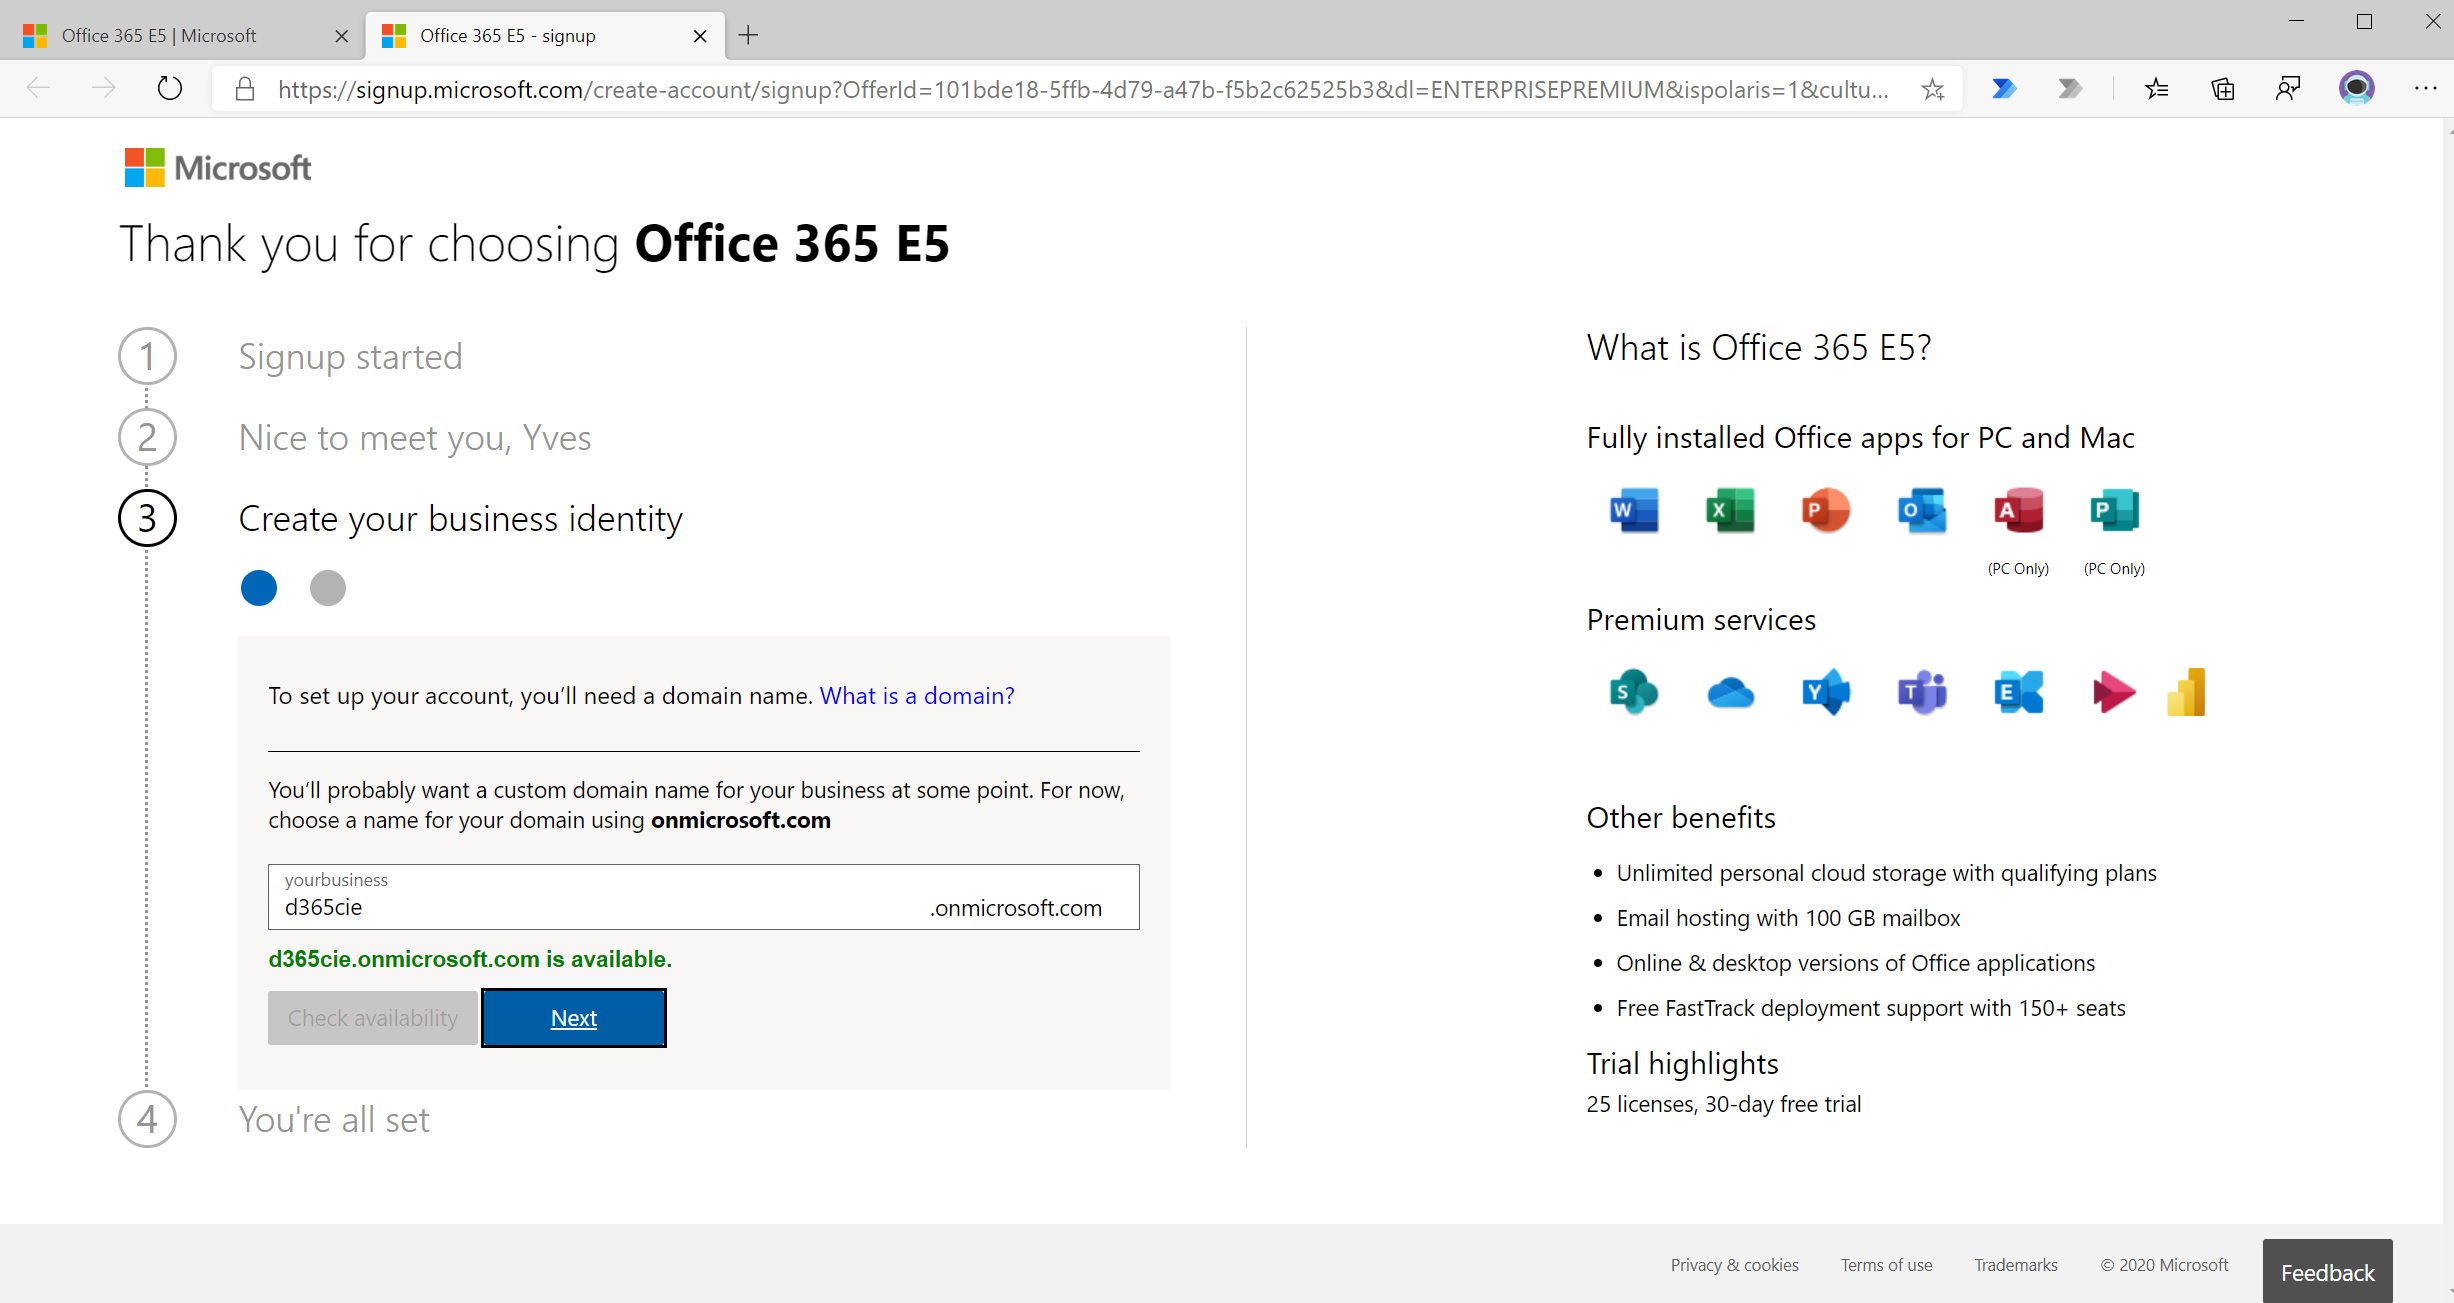 Office 365 E5 | Microsoft
Office 365 E5 - signup
https://signup.microsoft.com/create-account/signup?OfferId=101bde18-5ffb-4d79-a47b-f5b2c62525b3&dl=ENTERPRISEPREMIUM&ispolaris=1&cultu...
Microsoft
Thank you for choosing Office 365 E5
1 Signup started
2 Nice to meet you, Yves
3 Create your business identity
To set up your account, you'll need a domain name. What is a domain?
You'll probably want a custom domain name for your business at some point. For now,
choose a name for your domain using onmicrosoft.com
yourbusiness
d365cie .onmicrosoft.com
d365cie.onmicrosoft.com is available.
Check availability Next
4 You're all set
What is Office 365 E5?
Fully installed Office apps for PC and Mac
W X P O A P
(PC Only) (PC Only)
Premium services
S Y T E
Other benefits
• Unlimited personal cloud storage with qualifying plans
• Email hosting with 100 GB mailbox
• Online & desktop versions of Office applications
• Free FastTrack deployment support with 150+ seats
Trial highlights
25 licenses, 30-day free trial
Privacy & cookies Terms of use Trademarks © 2020 Microsoft Feedback